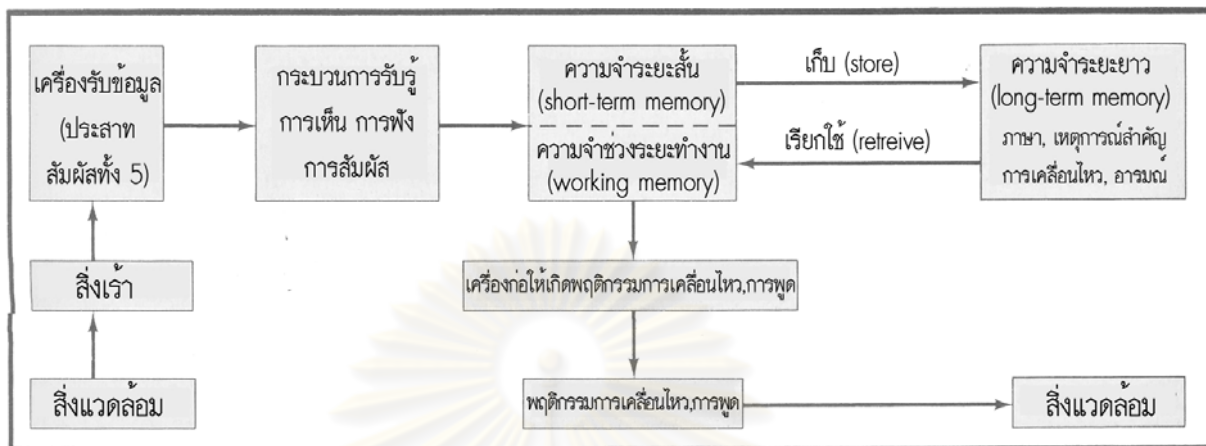 เครื่องรับข้อมูล
(ประสาท
สัมผัสทั้ง 5)
กระบวนการรับรู้
การเห็น การฟัง
การสัมผัส
ความจำระยะสั้น
(short-term memory)
ความจำช่วงระยะทำงาน
(working memory)
เก็บ (store)
เรียกใช้ (retreive)
ความจำระยะยาว
(long-term memory)
ภาษา, เหตุการณ์สำคัญ
การเคลื่อนไหว, อารมณ์
สิ่งเร้า
เครื่องก่อให้เกิดพฤติกรรมการเคลื่อนไหว,การพูด
สิ่งแวดล้อม
พฤติกรรมการเคลื่อนไหว,การพูด
สิ่งแวดล้อม